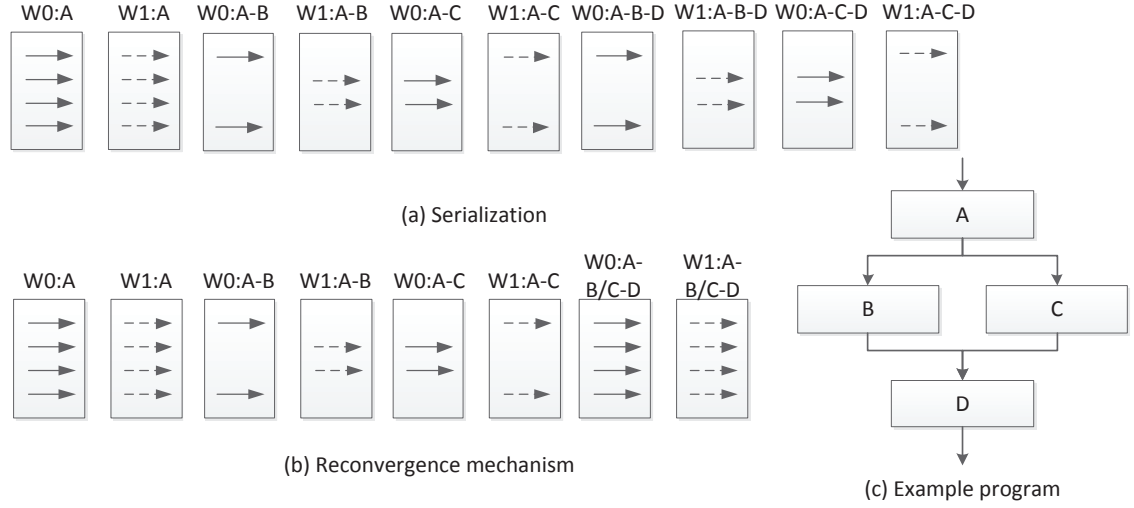 W0:A W1:A W0:A-B W1:A-B W0:A-C W1:A-C W0:A-B-D W1:A-B-D W0:A-C-D W1:A-C-D
(a) Serialization
W0:A W1:A W0:A-B W1:A-B W0:A-C W1:A-C W0:A- W1:A-
B/C-D B/C-D
(b) Reconvergence mechanism
A
B C
D
(c) Example program